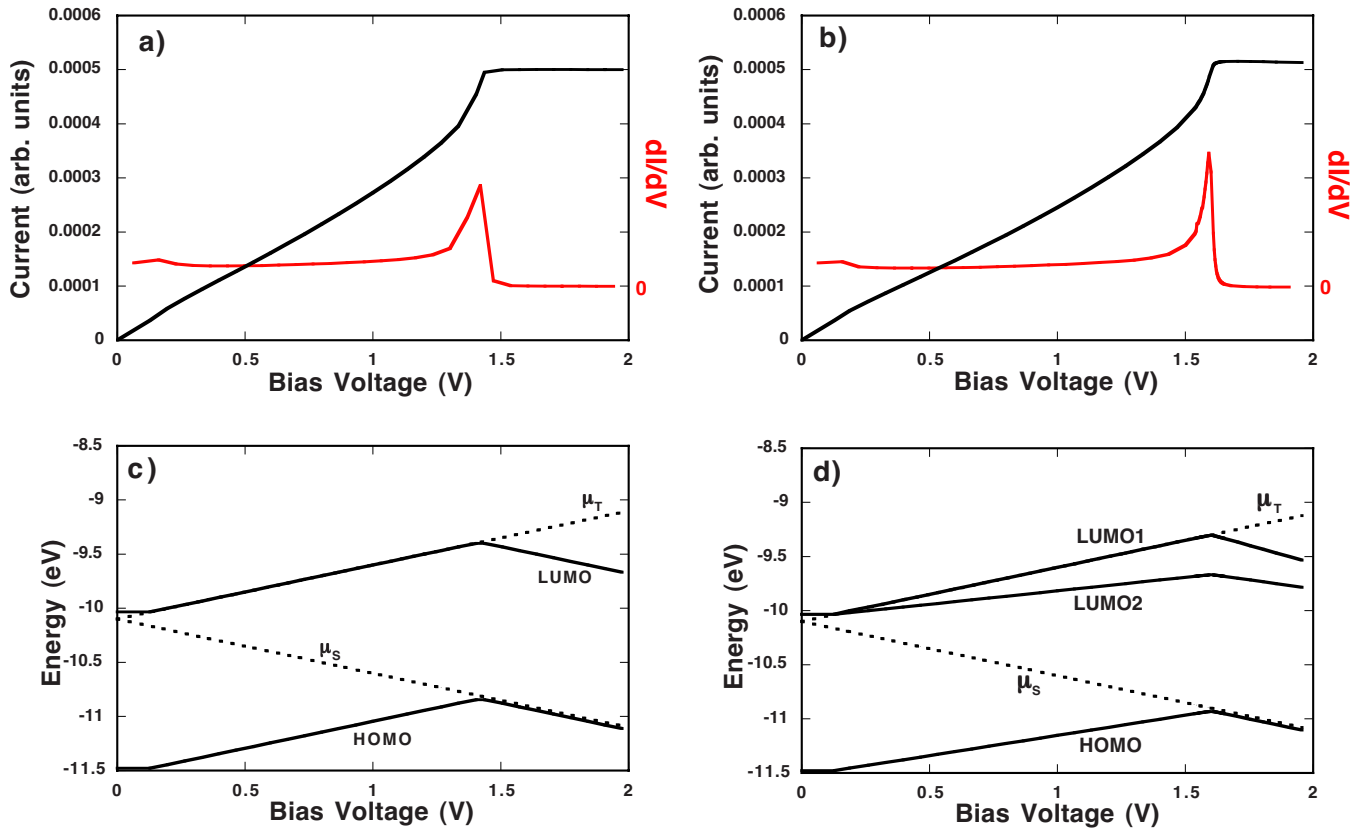 a)
0.0006
0.0005
0.0004
0.0003
0.0002
0.0001
0
Current (arb. units)
dI/dV
0
0 0.5 1 1.5 2
Bias Voltage (V)
b)
0.0006
0.0005
0.0004
0.0003
0.0002
0.0001
0
Current (arb. units)
dI/dV
0
0 0.5 1 1.5 2
Bias Voltage (V)
c)
-8.5
-9
-9.5
-10
-10.5
-11
-11.5
Energy (eV)
μT
LUMO
μS
HOMO
0 0.5 1 1.5 2
Bias Voltage (V)
d)
-8.5
-9
-9.5
-10
-10.5
-11
-11.5
Energy (eV)
μT
LUMO1
LUMO2
μS
HOMO
0 0.5 1 1.5 2
Bias Voltage (V)